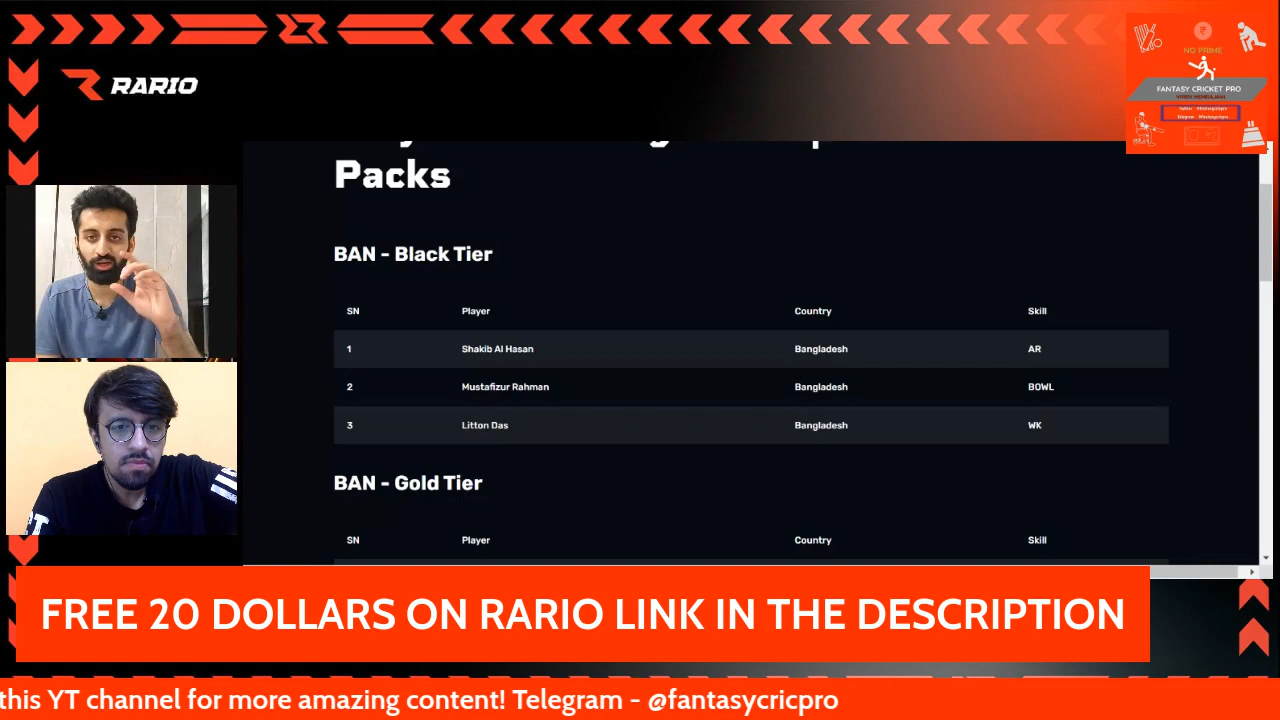 RARIO
NO PRIME
FANTASY CRICKET PRO
Packs
BAN - Black Tier
SN Player Country Skill
1 Shakib Al Hasan Bangladesh AR
2 Mustafizur Rahman Bangladesh BOWL
3 Litton Das Bangladesh WK
BAN - Gold Tier
SN Player Country Skill
FREE 20 DOLLARS ON RARIO LINK IN THE DESCRIPTION
this YT channel for more amazing content! Telegram - @fantasycricpro